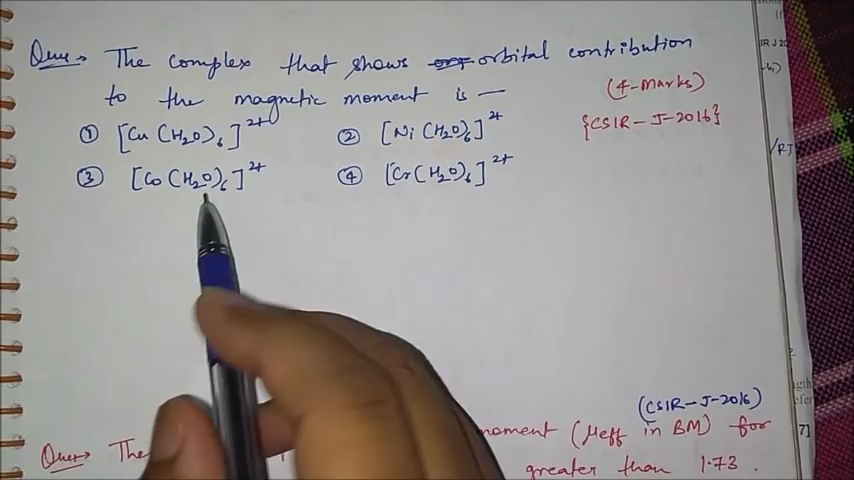 Ques → The complex that shows orbital contribution
to the magnetic moment is —
(4-Marks)
{CSIR-J-2016}
① [Cu(H₂O)₆]²⁺ ② [Ni(H₂O)₆]²⁺
③ [Co(H₂O)₆]²⁺ ④ [Cr(H₂O)₆]²⁺
(CSIR-J-2016)
Ques → The moment (μeff in BM) for
greater than 1.73.